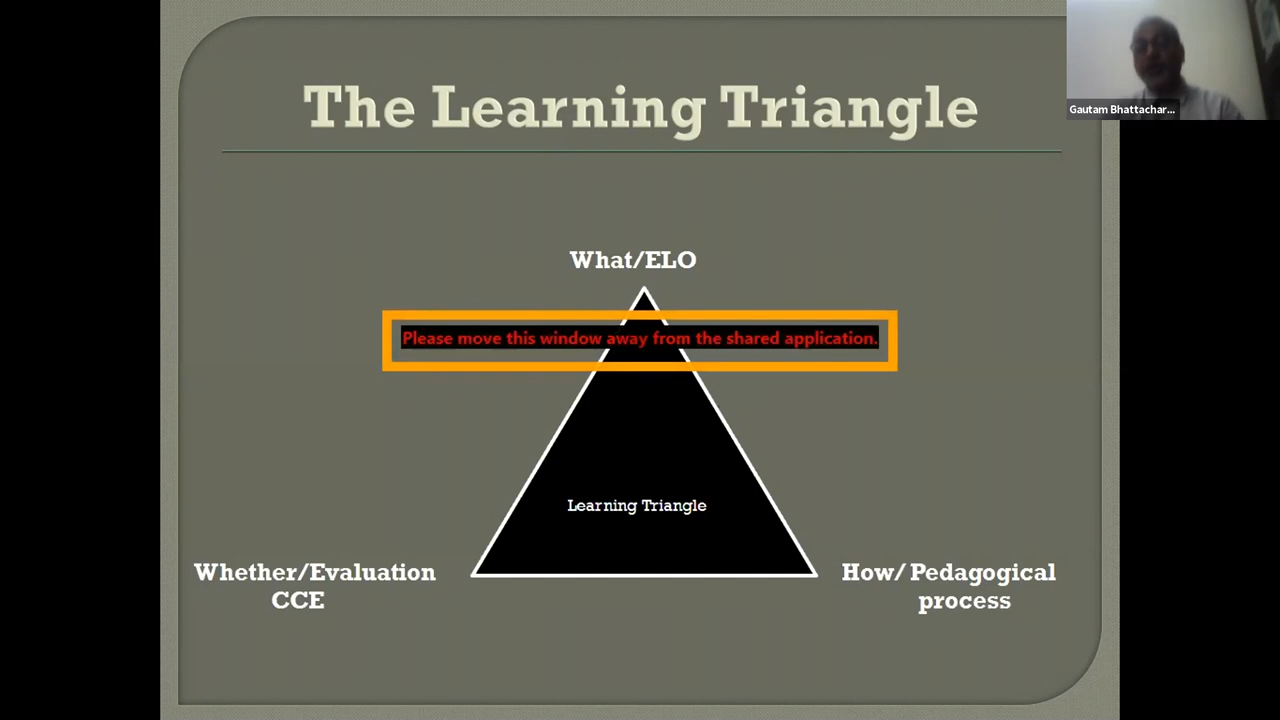 The Learning Triangle
Gautam Bhattachar...
What/ELO
Please move this window away from the shared application.
Learning Triangle
Whether/Evaluation
CCE
How/ Pedagogical
process